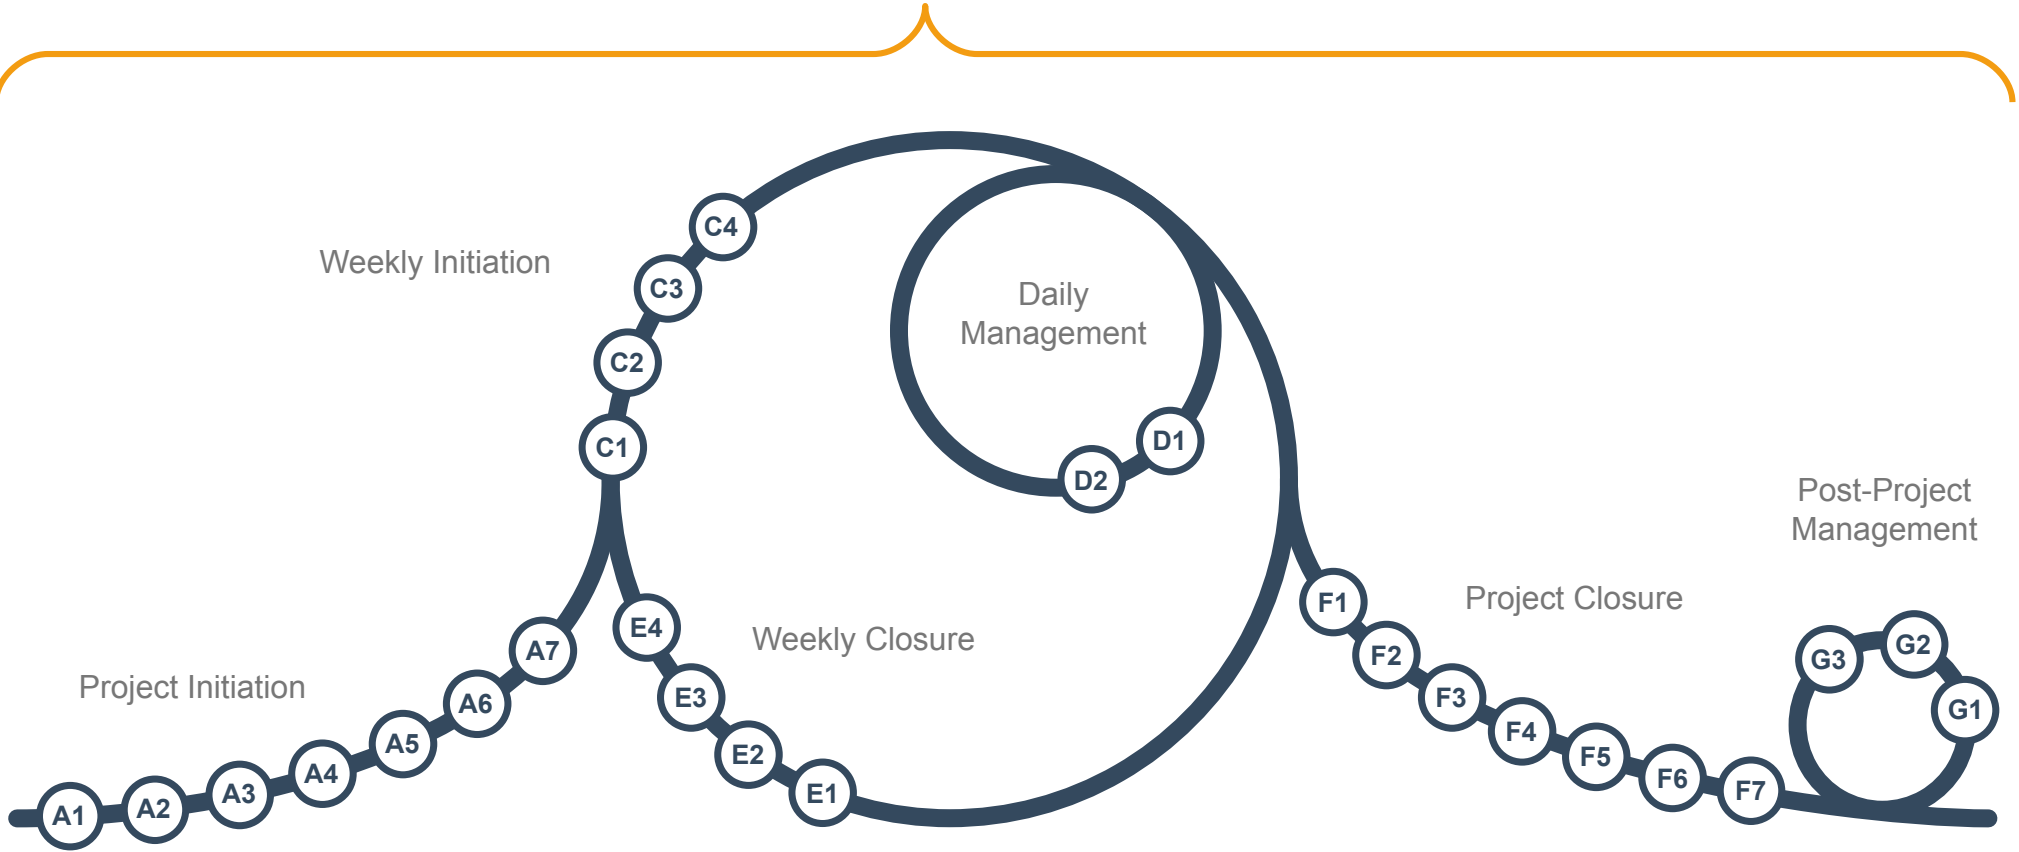 Weekly Initiation
C4
C3
C2
C1
Daily
Management
D1
D2
Project Initiation
A1
A2
A3
A4
A5
A6
A7
Weekly Closure
E4
E3
E2
E1
Project Closure
F1
F2
F3
F4
F5
F6
F7
Post-Project
Management
G3
G2
G1